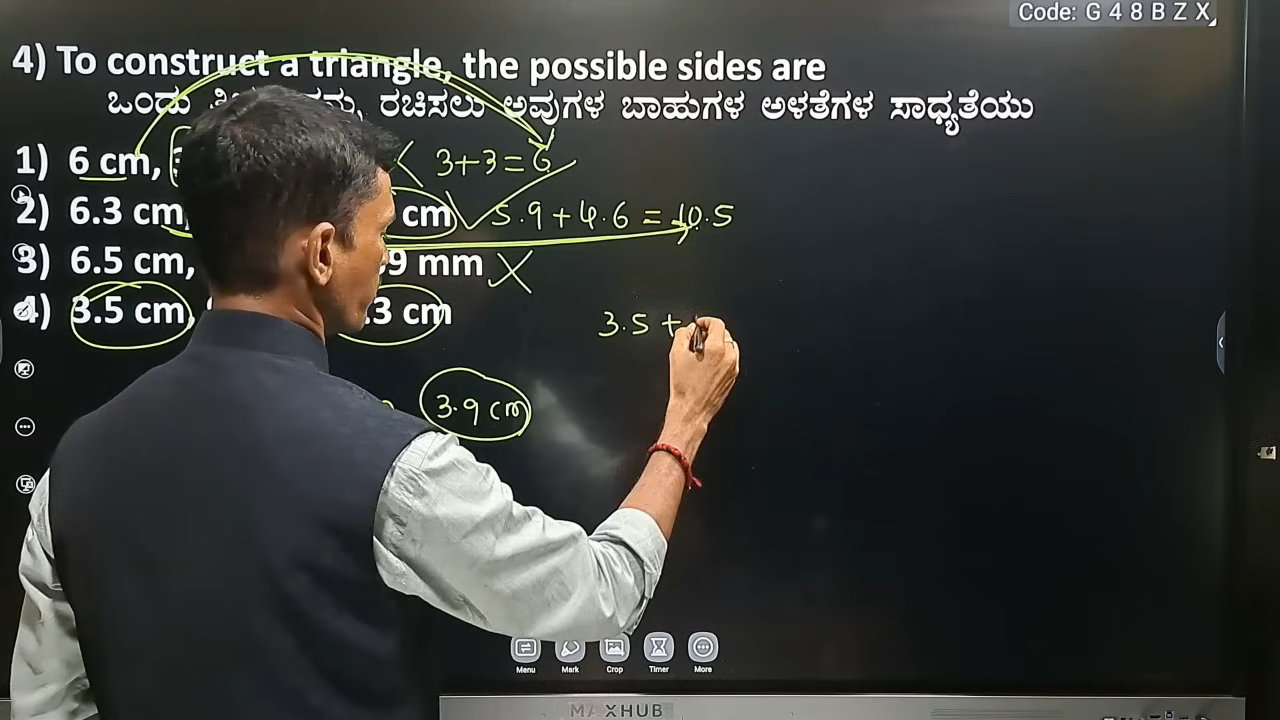 Code: G 4 8 B Z X
4) To construct a triangle, the possible sides are
ಒಂದು ರಚಿಸಲು ಅವುಗಳ ಬಾಹುಗಳ ಅಳತೆಗಳ ಸಾಧ್ಯತೆಯು
1) 6 cm, 3+3=6
2) 6.3 cm, cm 5.9+4.6=10.5
3) 6.5 cm, 9 mm
4) 3.5 cm, .3 cm 3.5 +
3.9 cm
Menu Mark Crop Timer More
MAXHUB